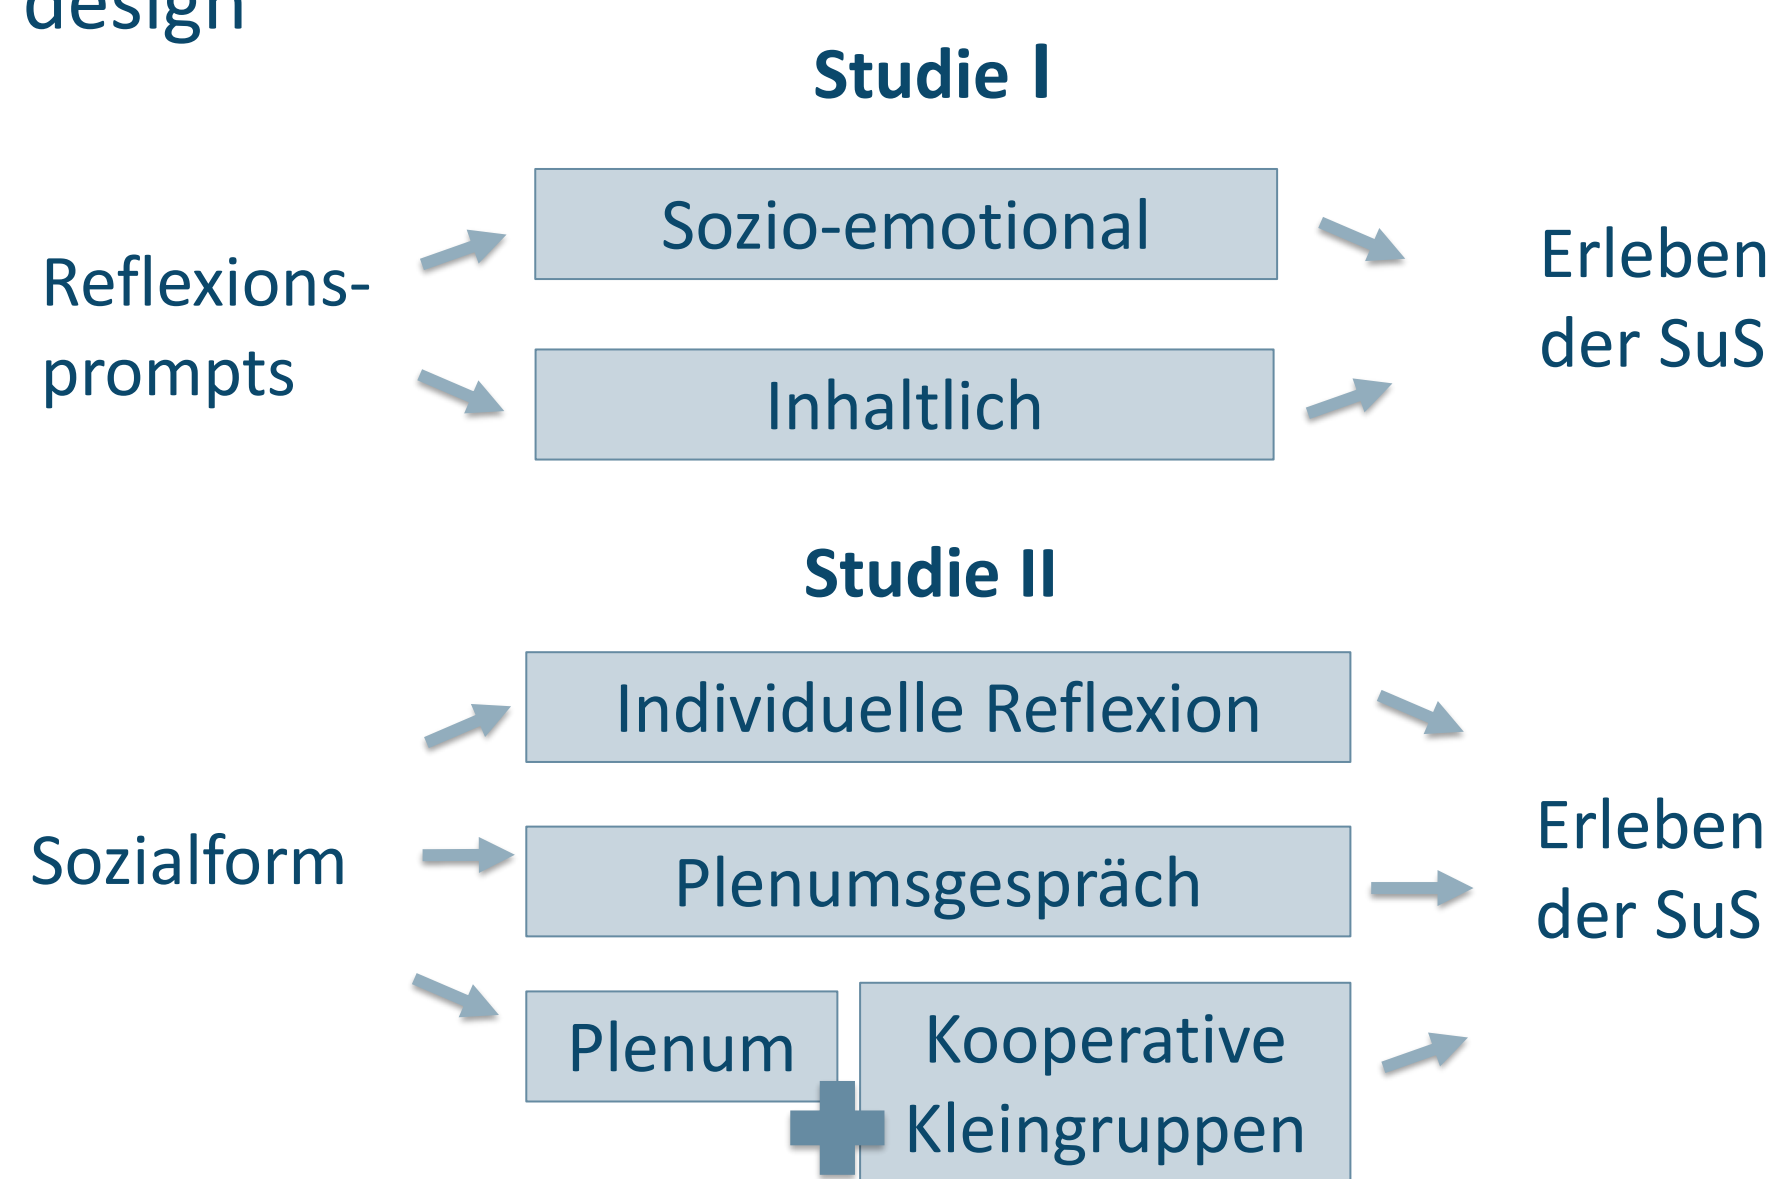 design
Studie I
Sozio-emotional
Reflexions-
prompts
Inhaltlich
Erleben
der SuS
Studie II
Individuelle Reflexion
Sozialform
Plenumsgespräch
Erleben
der SuS
Plenum
Kooperative
Kleingruppen